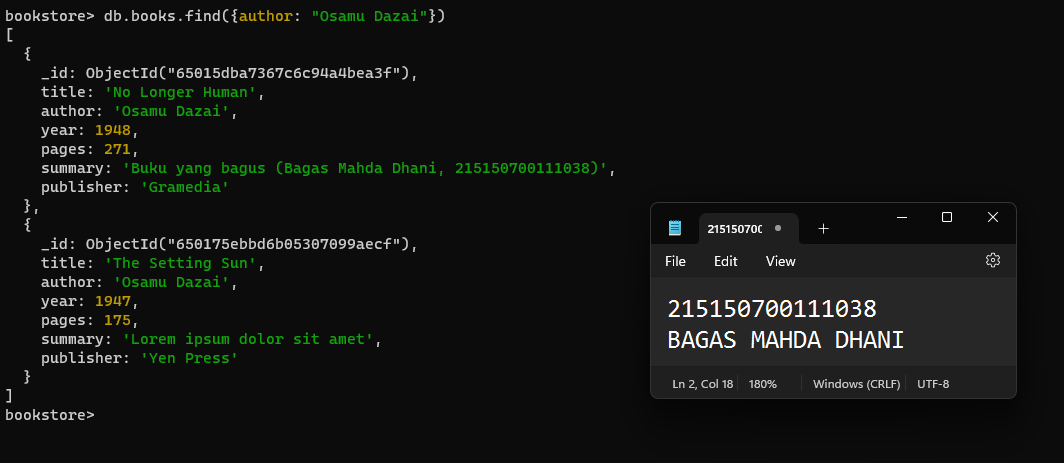 bookstore> db.books.find({author: "Osamu Dazai"})
[
  {
    _id: ObjectId("65015dba7367c6c94a4bea3f"),
    title: 'No Longer Human',
    author: 'Osamu Dazai',
    year: 1948,
    pages: 271,
    summary: 'Buku yang bagus (Bagas Mahda Dhani, 215150700111038)',
    publisher: 'Gramedia'
  },
  {
    _id: ObjectId("650175ebbd6b05307099aecf"),
    title: 'The Setting Sun',
    author: 'Osamu Dazai',
    year: 1947,
    pages: 175,
    summary: 'Lorem ipsum dolor sit amet',
    publisher: 'Yen Press'
  }
]
bookstore>
21515070(
File Edit View
215150700111038
BAGAS MAHDA DHANI
Ln 2, Col 18 180% Windows (CRLF) UTF-8